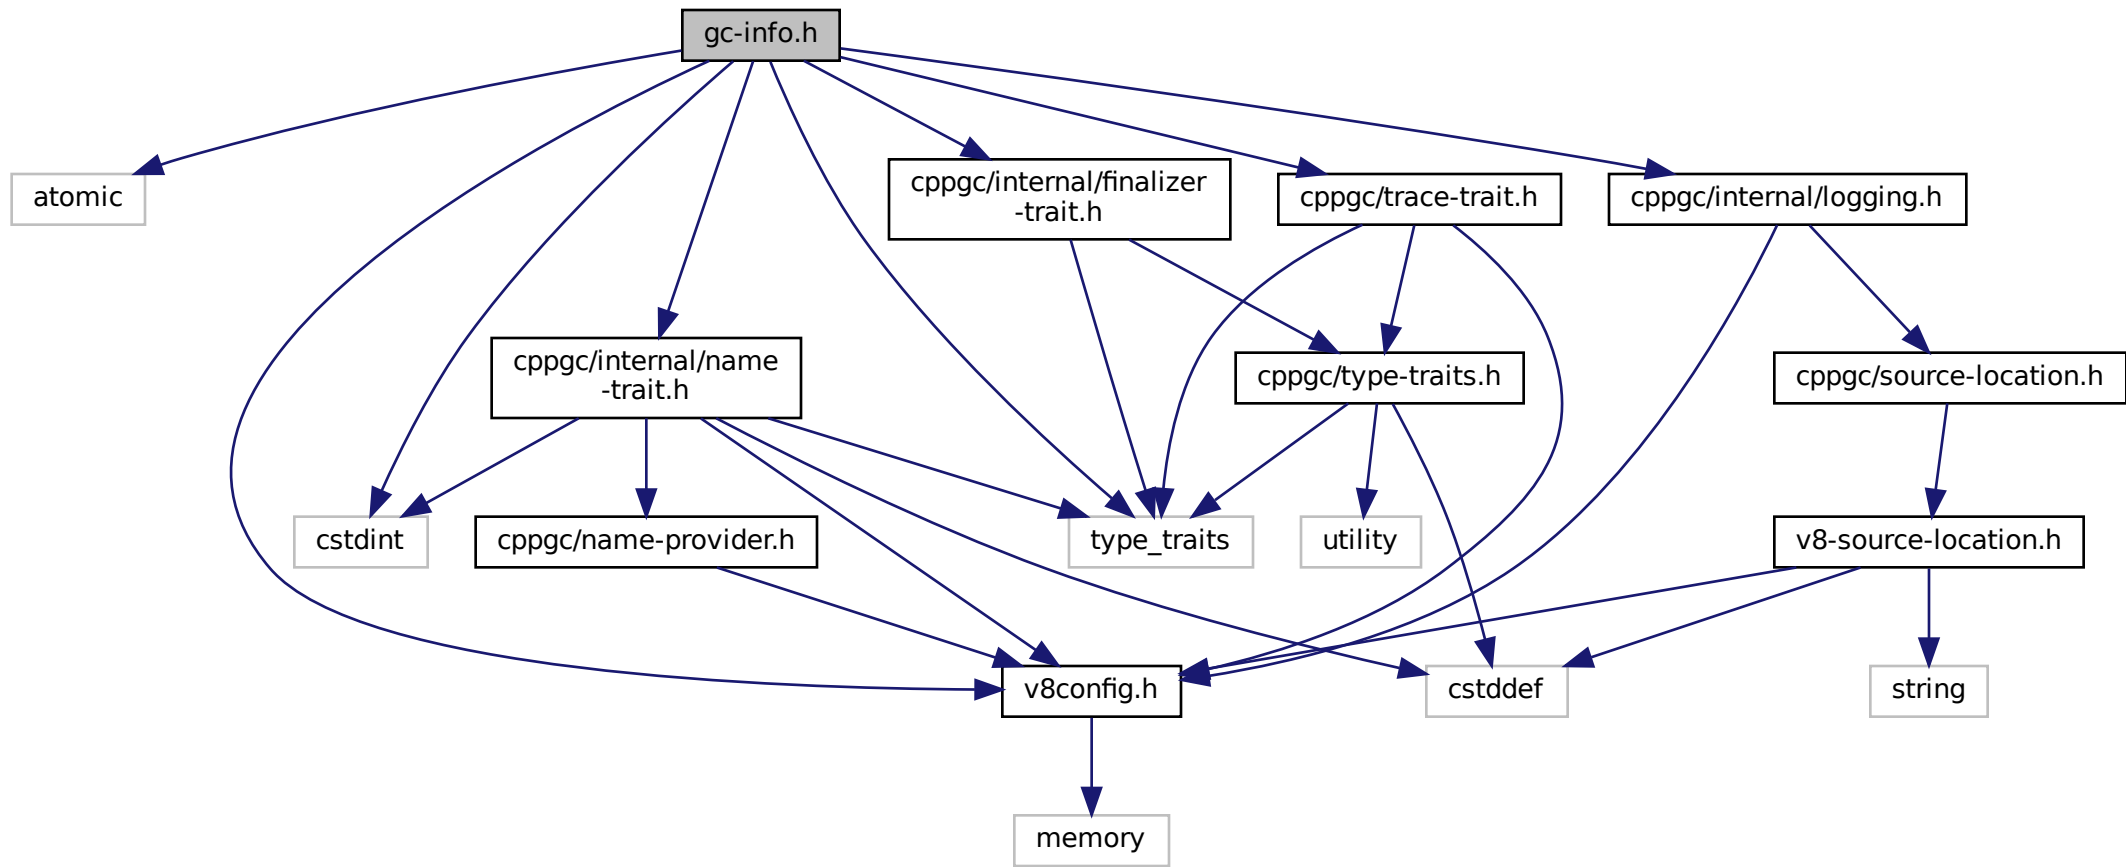 gc-info.h
atomic
cppgc/internal/finalizer
-trait.h
cppgc/trace-trait.h
cppgc/internal/logging.h
cppgc/internal/name
-trait.h
cppgc/type-traits.h
cppgc/source-location.h
cstdint
cppgc/name-provider.h
type_traits
utility
v8-source-location.h
v8config.h
cstddef
string
memory